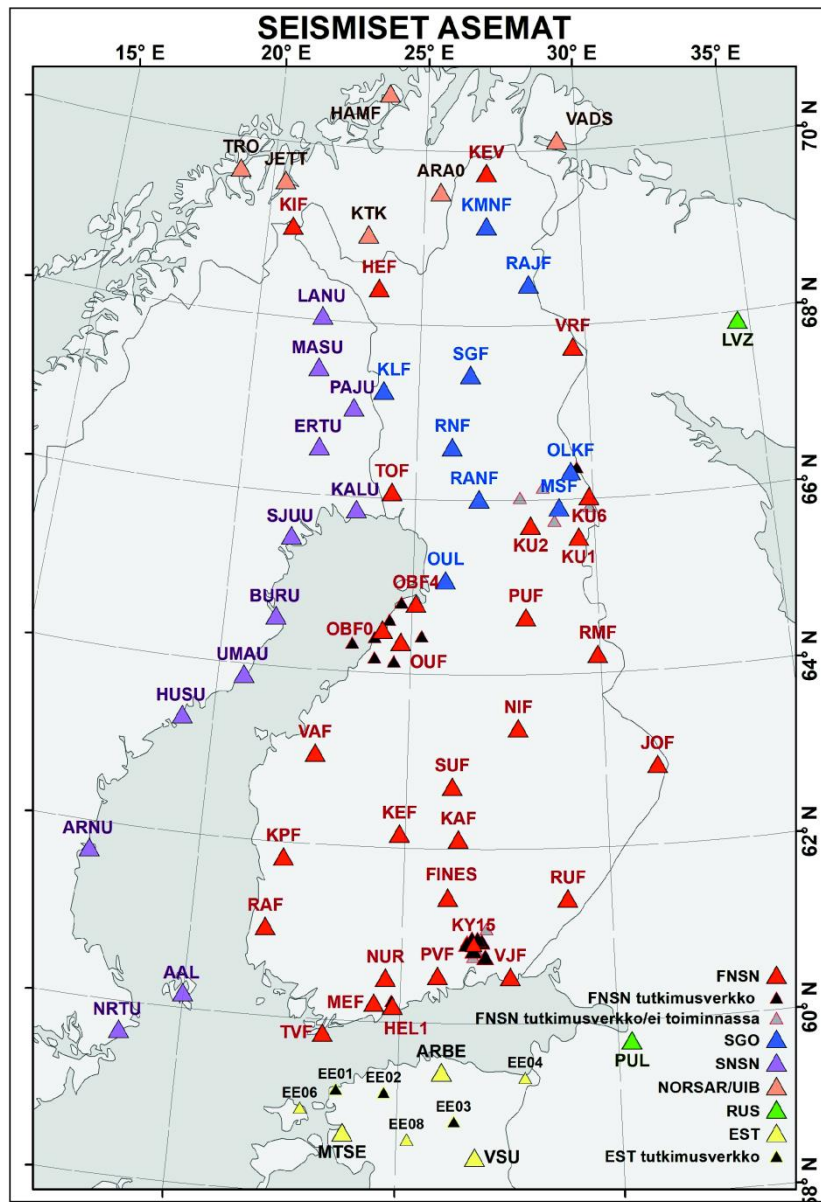 SEISMISET ASEMAT
15° E
20° E
25° E
30° E
35° E
70° N
68° N
66° N
64° N
62° N
60° N
58° N
HAMF
VADS
TRO
JETT
KEV
ARA0
KIF
KTK
KMNF
HEF
RAJF
LANU
VRF
LVZ
MASU
KLF
SGF
PAJU
ERTU
RNF
OLKF
TOF
RANF
MSF
KALU
SJUU
KU6
KU2
KU1
OUL
OBF4
BURU
PUF
OBF0
RMF
UMAU
OUF
HUSU
NIF
VAF
JOF
SUF
ARNU
KEF
KAF
KPF
FINES
RUF
RAF
KY15
AAL
NUR
PVF
VJF
NRTU
MEF
HEL1
TVF
PUL
ARBE
EE04
EE01
EE02
EE06
EE03
EE08
MTSE
VSU
FNSN
FNSN tutkimusverkko
FNSN tutkimusverkko/ei toiminnassa
SGO
SNSN
NORSAR/UIB
RUS
EST
EST tutkimusverkko